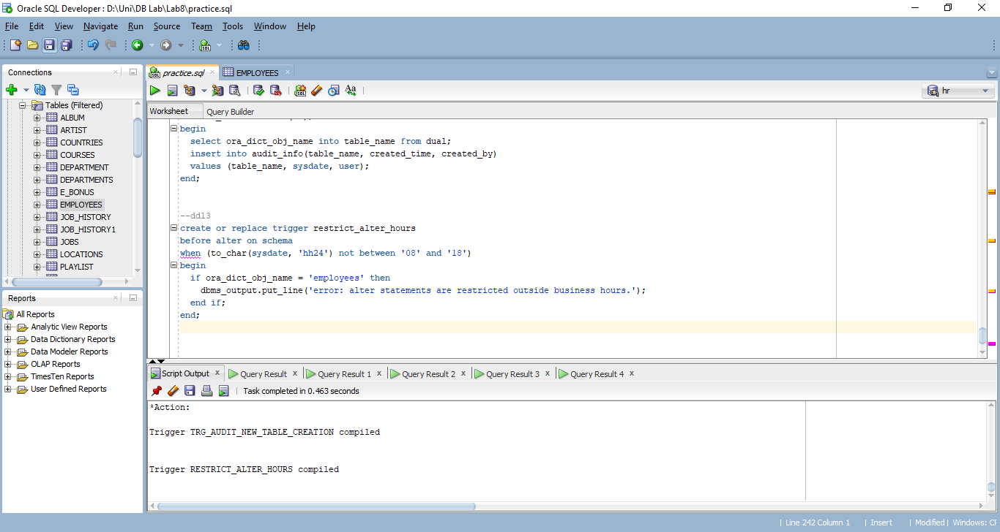 Oracle SQL Developer : D:\Uni\DB Lab\Lab8\practice.sql
File Edit View Navigate Run Source Team Tools Window Help
Connections
Tables (Filtered)
ALBUM
ARTIST
COUNTRIES
COURSES
DEPARTMENT
DEPARTMENTS
E_BONUS
EMPLOYEES
JOB_HISTORY
JOB_HISTORY1
JOBS
LOCATIONS
PLAYLIST
Reports
All Reports
Analytic View Reports
Data Dictionary Reports
Data Modeler Reports
OLAP Reports
TimesTen Reports
User Defined Reports
practice.sql EMPLOYEES
hr
Worksheet Query Builder
begin
select ora_dict_obj_name into table_name from dual;
insert into audit_info(table_name, created_time, created_by)
values (table_name, sysdate, user);
end;
--ddl3
create or replace trigger restrict_alter_hours
before alter on schema
when (to_char(sysdate, 'hh24') not between '08' and '18')
begin
if ora_dict_obj_name = 'employees' then
dbms_output.put_line('error: alter statements are restricted outside business hours.');
end if;
end;
Script Output x Query Result x Query Result 1 x Query Result 2 x Query Result 3 x Query Result 4 x
Task completed in 0.463 seconds
*Action:
Trigger TRG_AUDIT_NEW_TABLE_CREATION compiled
Trigger RESTRICT_ALTER_HOURS compiled
| Line 242 Column 1 | Insert | Modified | Windows: